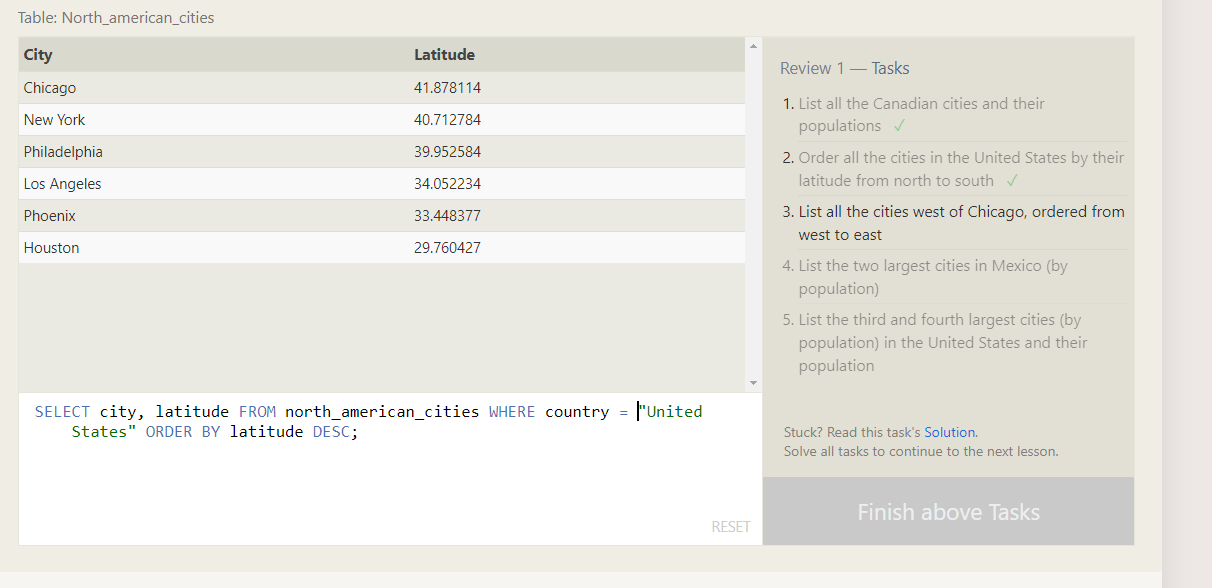 Table: North_american_cities
City Latitude
Chicago 41.878114
New York 40.712784
Philadelphia 39.952584
Los Angeles 34.052234
Phoenix 33.448377
Houston 29.760427
SELECT city, latitude FROM north_american_cities WHERE country = "United
States" ORDER BY latitude DESC;
RESET
Review 1 — Tasks
1. List all the Canadian cities and their
populations ✓
2. Order all the cities in the United States by their
latitude from north to south ✓
3. List all the cities west of Chicago, ordered from
west to east
4. List the two largest cities in Mexico (by
population)
5. List the third and fourth largest cities (by
population) in the United States and their
population
Stuck? Read this task's Solution.
Solve all tasks to continue to the next lesson.
Finish above Tasks